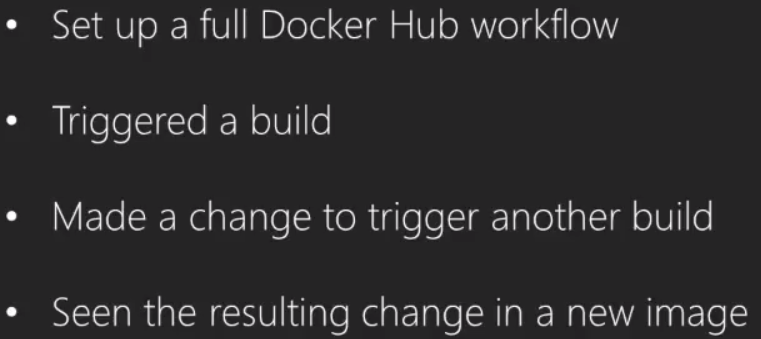 • Set up a full Docker Hub workflow
• Triggered a build
• Made a change to trigger another build
• Seen the resulting change in a new image